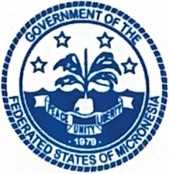 GOVERNMENT OF THE
PEACE UNITY LIBERTY
• 1979 •
FEDERATED STATES OF MICRONESIA